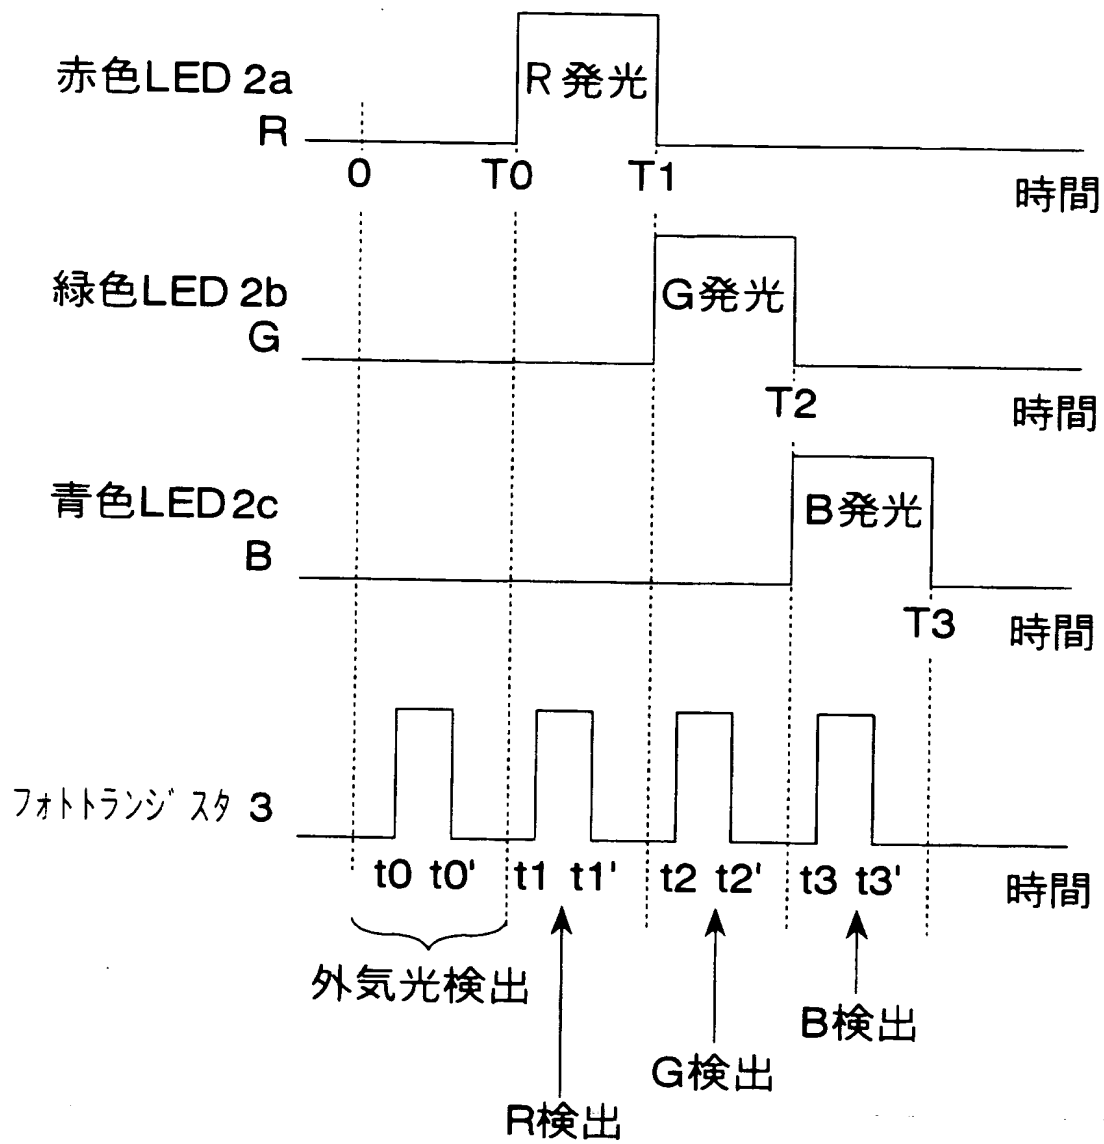 赤色LED 2a
R
R 発光
0 T0 T1
時間
緑色LED 2b
G
G発光
T2
時間
青色LED 2c
B
B発光
T3
時間
フォトトランジスタ 3
t0 t0' t1 t1' t2 t2' t3 t3'
時間
外気光検出
B検出
G検出
R検出